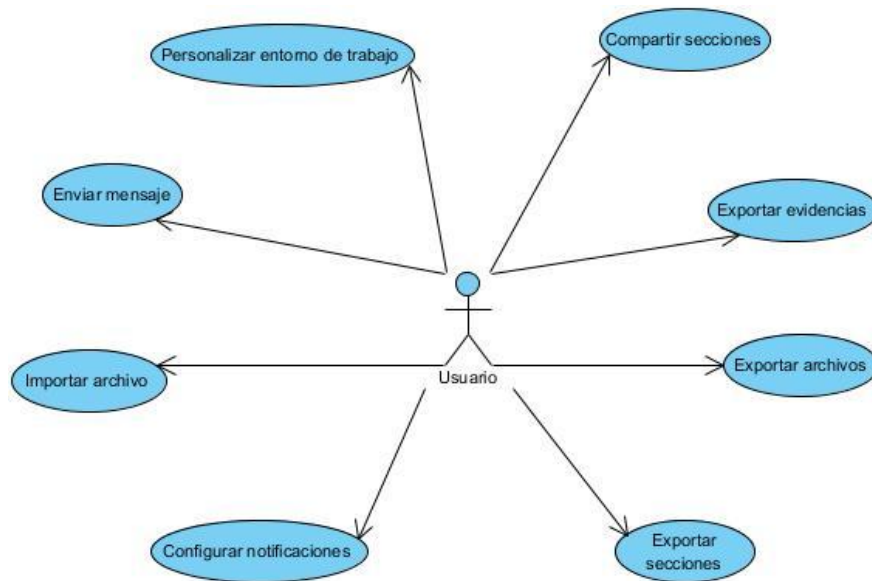 Compartir secciones
Personalizar entorno de trabajo
Enviar mensaje
Exportar evidencias
Importar archivo
Exportar archivos
Usuario
Configurar notificaciones
Exportar
secciones